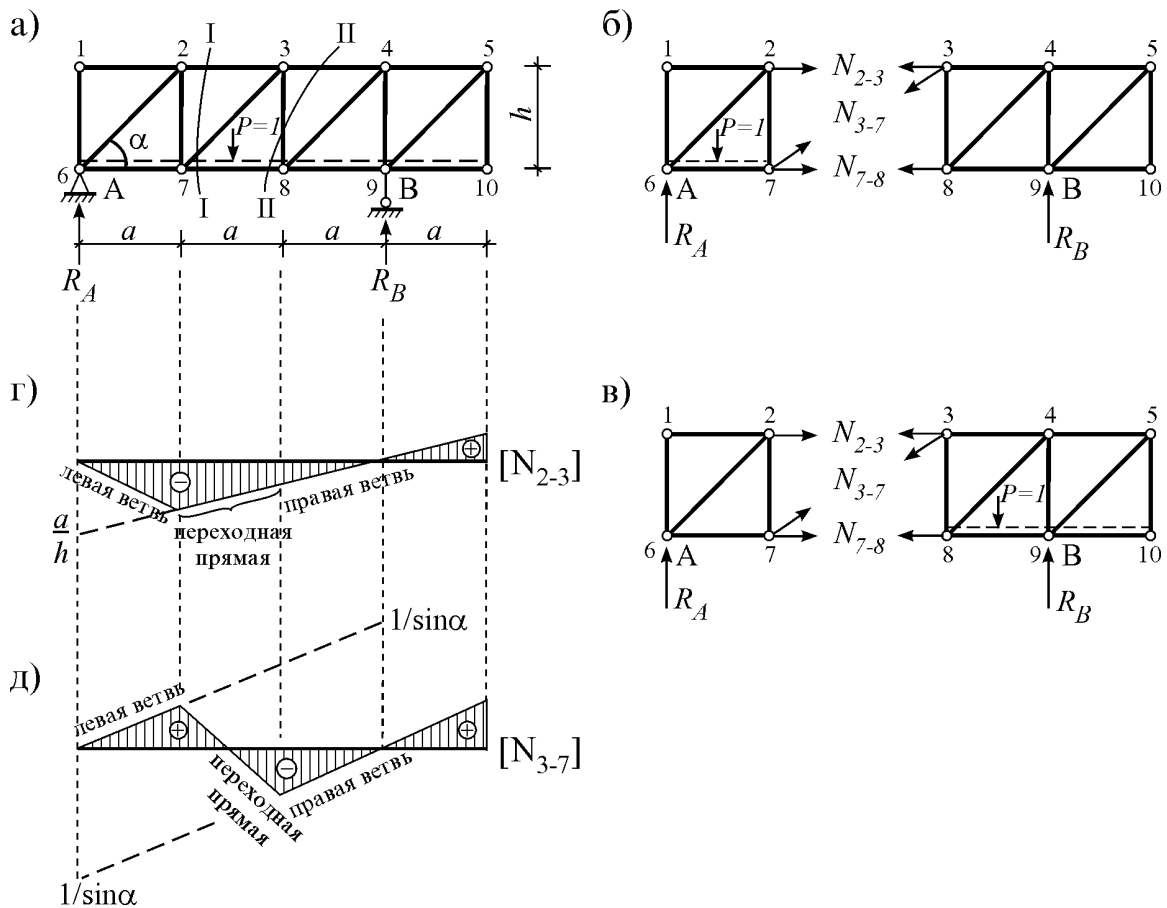 а)
I
II
1 2 3 4 5
α
P=1
h
6 A 7 8 9 B 10
I
II
a a a a
R_A
R_B
б)
1 2 3 4 5
N_2-3
N_3-7
N_7-8
P=1
6 A 7 8 9 B 10
R_A
R_B
в)
1 2 3 4 5
N_2-3
N_3-7
N_7-8
P=1
6 A 7 8 9 B 10
R_A
R_B
г)
левая ветвь
переходная
прямая
правая ветвь
a/h
− +
[N_2-3]
д)
1/sinα
левая ветвь
переходная
прямая
правая ветвь
+ − +
[N_3-7]
1/sinα